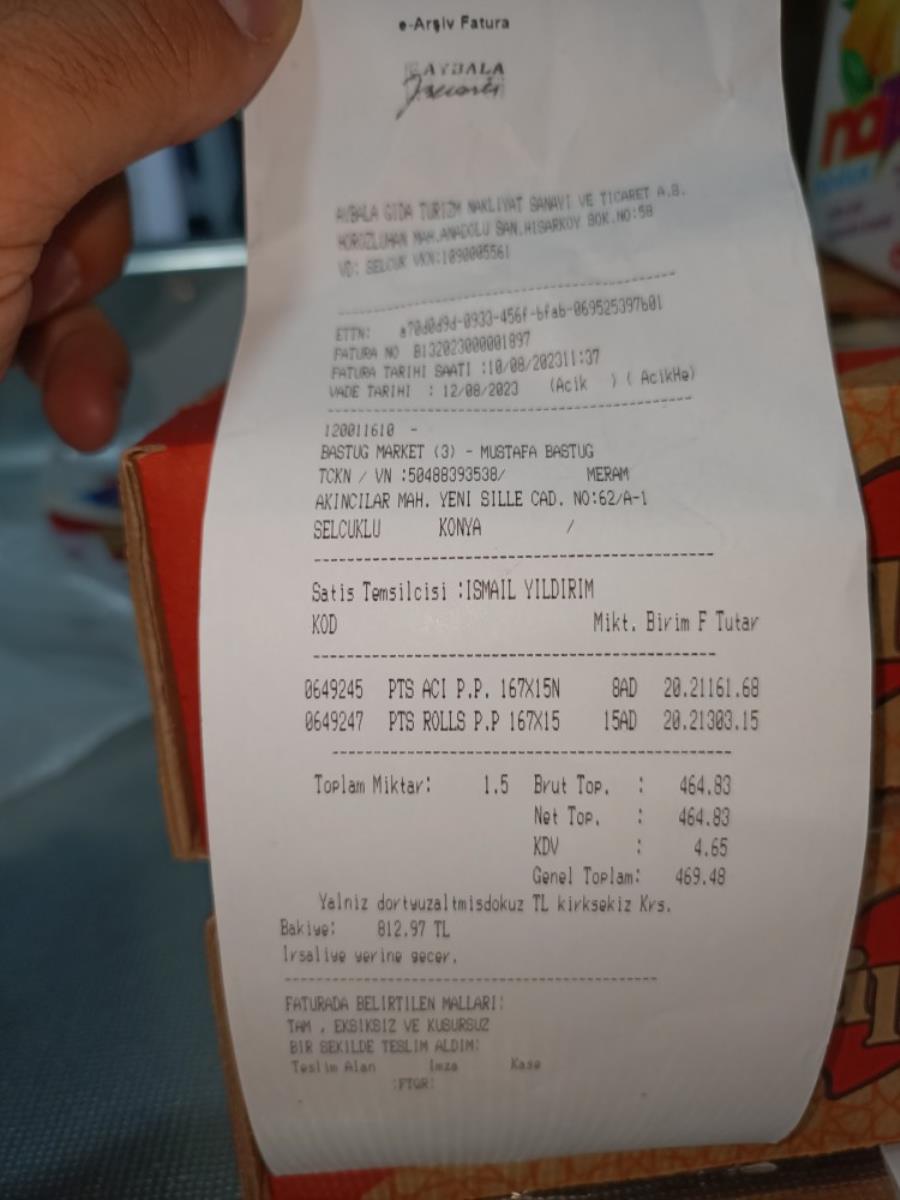 e-Arşiv Fatura
AYBALA
AYBALA GIDA TURIZM NAKLIYAT SANAYI VE TICARET A.S.
HOROZLUHAN MAH.ANADOLU SAN.HISARKOY SOK.NO:58
VD: SELCUK VKN:1090005561
ETTN: a70d0d9d-0933-456f-bfab-069525397b01
FATURA NO B132023000001897
FATURA TARIHI SAATI :10/08/202311:37
VADE TARIHI : 12/08/2023 (Acik ) ( AcikHe)
120011610 -
BASTUG MARKET (3) - MUSTAFA BASTUG
TCKN / VN :50488393538/ MERAM
AKINCILAR MAH. YENI SILLE CAD. NO:62/A-1
SELCUKLU KONYA /
Satis Temsilcisi :ISMAIL YILDIRIM
KOD Mikt. Birim F Tutar
0649245 PTS ACI P.P. 167X15N 8AD 20.21161.68
0649247 PTS ROLLS P.P 167X15 15AD 20.21303.15
Toplam Miktar: 1.5 Brut Top. : 464.83
Net Top. : 464.83
KDV : 4.65
Genel Toplam: 469.48
Yalniz dortyuzaltmisdokuz TL kirksekiz Krs.
Bakiye: 812.97 TL
Irsaliye yerine gecer.
FATURADA BELIRTILEN MALLARI:
TAM , EKSIKSIZ VE KUSURSUZ
BIR SEKILDE TESLIM ALDIM:
Teslim Alan Imza Kase
:FTQR: